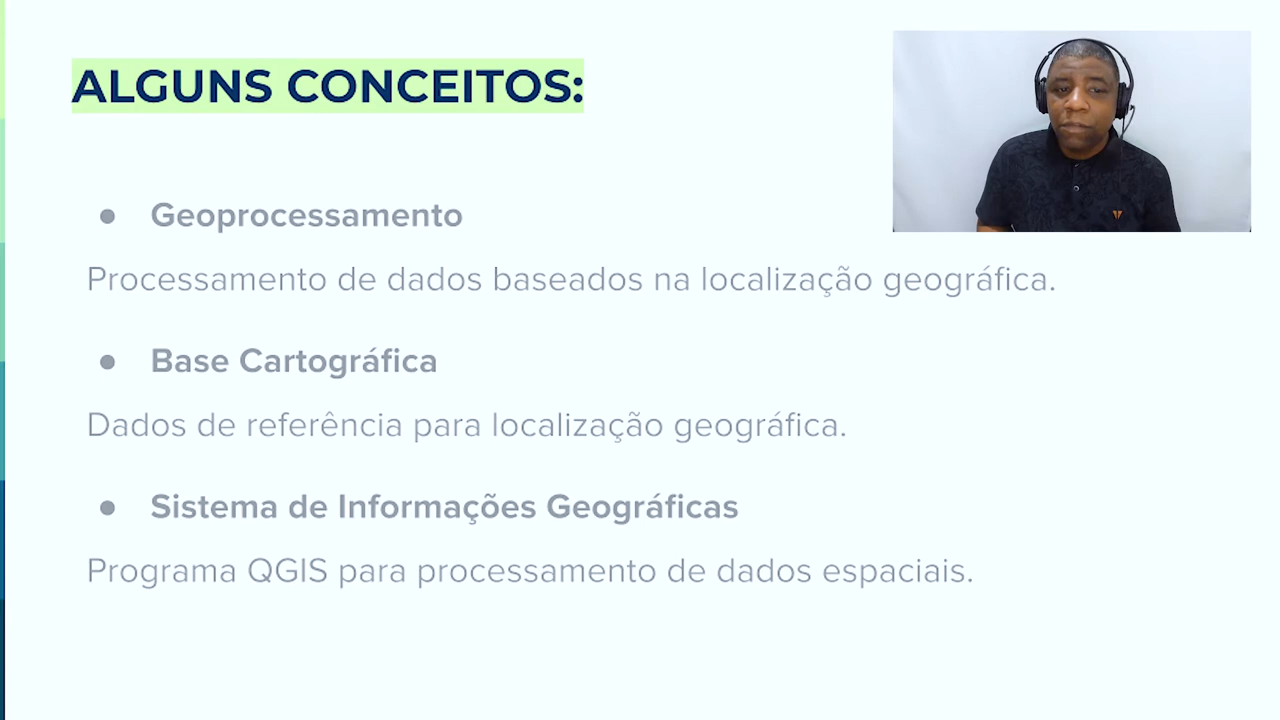 ALGUNS CONCEITOS:
● Geoprocessamento
Processamento de dados baseados na localização geográfica.
● Base Cartográfica
Dados de referência para localização geográfica.
● Sistema de Informações Geográficas
Programa QGIS para processamento de dados espaciais.